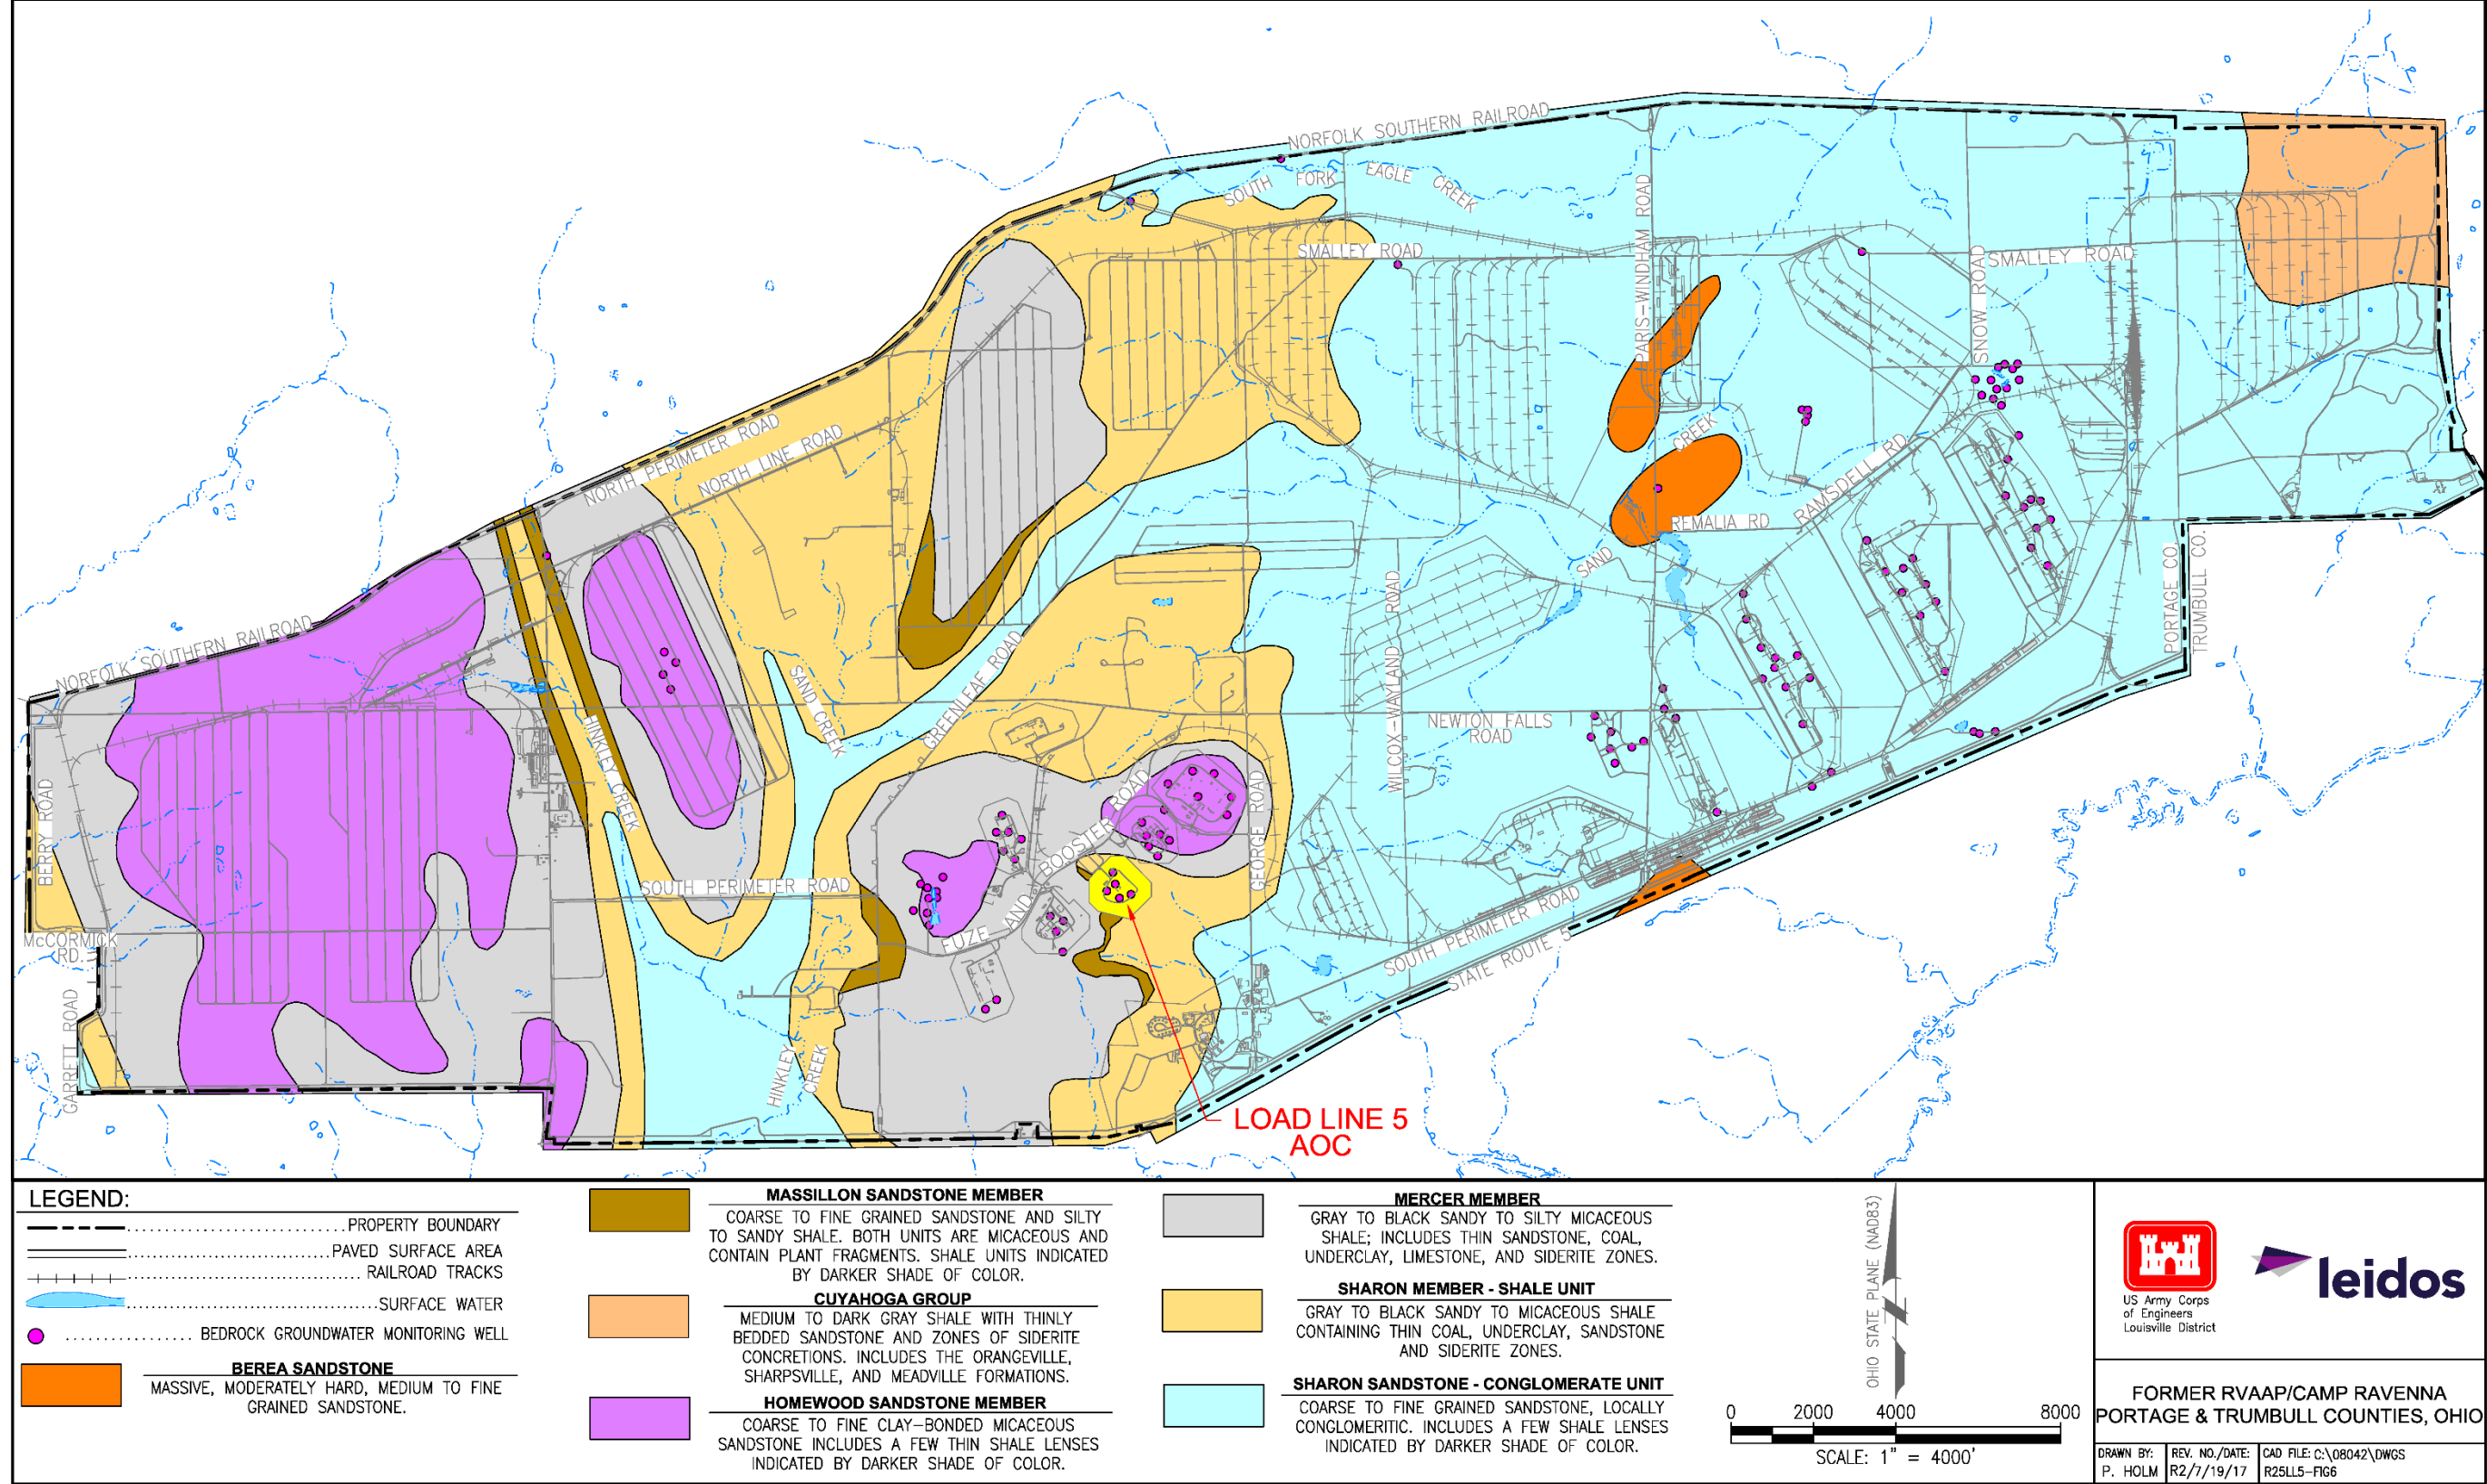 NORFOLK SOUTHERN RAILROAD
SOUTH FORK EAGLE CREEK
SMALLEY ROAD
PARIS-WINDHAM ROAD
SNOW ROAD
SMALLEY ROAD
NORTH PERIMETER ROAD
NORTH LINE ROAD
CREEK
RAMSDELL RD
REMALIA RD
SAND
PORTAGE CO.
TRUMBULL CO.
NORFOLK SOUTHERN RAILROAD
SAND CREEK
GREENLEAF ROAD
WILCOX-WAYLAND ROAD
NEWTON FALLS
ROAD
HINKLEY CREEK
BERRY ROAD
FUZE AND BOOSTER ROAD
GEORGE ROAD
SOUTH PERIMETER ROAD
McCORMICK
RD.
SOUTH PERIMETER ROAD
STATE ROUTE 5
GARRETT ROAD
HINKLEY
CREEK
LOAD LINE 5
AOC
LEGEND:
PROPERTY BOUNDARY
PAVED SURFACE AREA
RAILROAD TRACKS
SURFACE WATER
BEDROCK GROUNDWATER MONITORING WELL
BEREA SANDSTONE
MASSIVE, MODERATELY HARD, MEDIUM TO FINE
GRAINED SANDSTONE.
MASSILLON SANDSTONE MEMBER
COARSE TO FINE GRAINED SANDSTONE AND SILTY
TO SANDY SHALE. BOTH UNITS ARE MICACEOUS AND
CONTAIN PLANT FRAGMENTS. SHALE UNITS INDICATED
BY DARKER SHADE OF COLOR.
CUYAHOGA GROUP
MEDIUM TO DARK GRAY SHALE WITH THINLY
BEDDED SANDSTONE AND ZONES OF SIDERITE
CONCRETIONS. INCLUDES THE ORANGEVILLE,
SHARPSVILLE, AND MEADVILLE FORMATIONS.
HOMEWOOD SANDSTONE MEMBER
COARSE TO FINE CLAY-BONDED MICACEOUS
SANDSTONE INCLUDES A FEW THIN SHALE LENSES
INDICATED BY DARKER SHADE OF COLOR.
MERCER MEMBER
GRAY TO BLACK SANDY TO SILTY MICACEOUS
SHALE; INCLUDES THIN SANDSTONE, COAL,
UNDERCLAY, LIMESTONE, AND SIDERITE ZONES.
SHARON MEMBER - SHALE UNIT
GRAY TO BLACK SANDY TO MICACEOUS SHALE
CONTAINING THIN COAL, UNDERCLAY, SANDSTONE
AND SIDERITE ZONES.
SHARON SANDSTONE - CONGLOMERATE UNIT
COARSE TO FINE GRAINED SANDSTONE, LOCALLY
CONGLOMERITIC. INCLUDES A FEW SHALE LENSES
INDICATED BY DARKER SHADE OF COLOR.
OHIO STATE PLANE (NAD83)
0 2000 4000 8000
SCALE: 1" = 4000'
US Army Corps
of Engineers
Louisville District
leidos
FORMER RVAAP/CAMP RAVENNA
PORTAGE & TRUMBULL COUNTIES, OHIO
DRAWN BY:
P. HOLM
REV. NO./DATE:
R2/7/19/17
CAD FILE: C:\08042\DWGS
R25LL5-FIG6